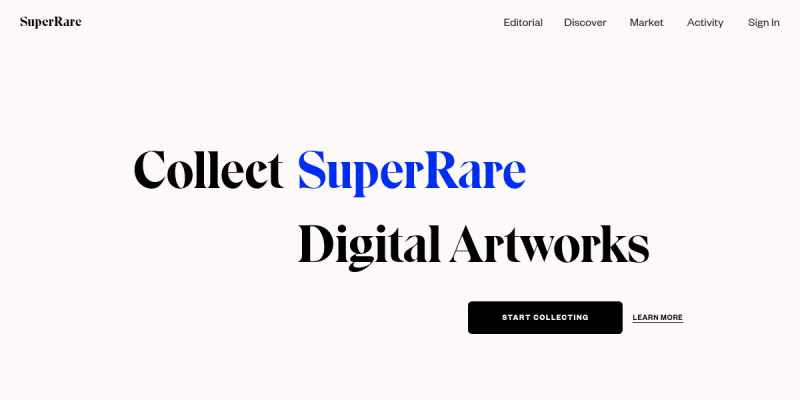 SuperRare
Editorial Discover Market Activity Sign In
Collect SuperRare
Digital Artworks
START COLLECTING LEARN MORE